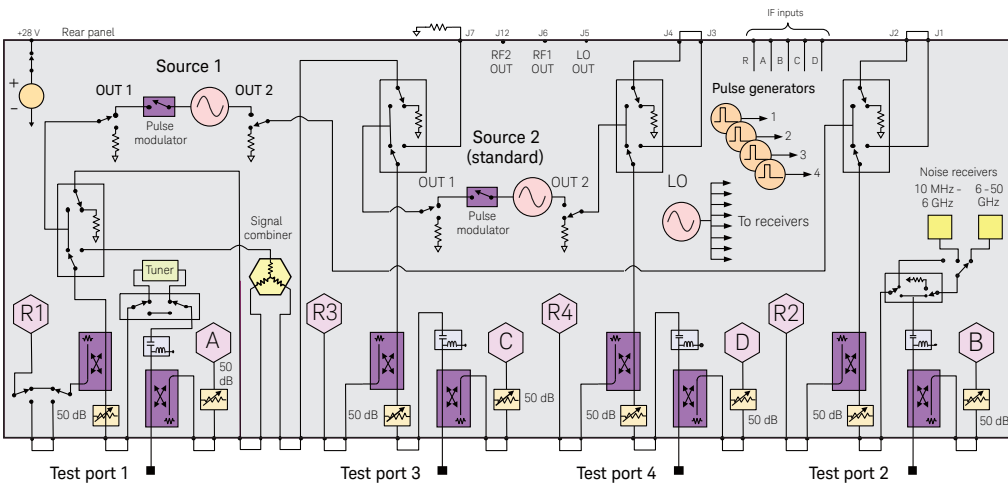 +28 V
Rear panel
J7
J12
J6
J5
J4
J3
IF inputs
J2
J1
RF2
OUT
RF1
OUT
LO
OUT
R
A
B
C
D
+
-
Source 1
OUT 1
OUT 2
Pulse
modulator
Source 2
(standard)
OUT 1
OUT 2
Pulse
modulator
Pulse generators
1
2
3
4
LO
To receivers
Noise receivers
10 MHz -
6 GHz
6 - 50
GHz
Signal
combiner
Tuner
R1
A
R3
C
R4
D
R2
B
50
dB
50 dB
50 dB
50 dB
50 dB
50 dB
50 dB
50 dB
Test port 1
Test port 3
Test port 4
Test port 2